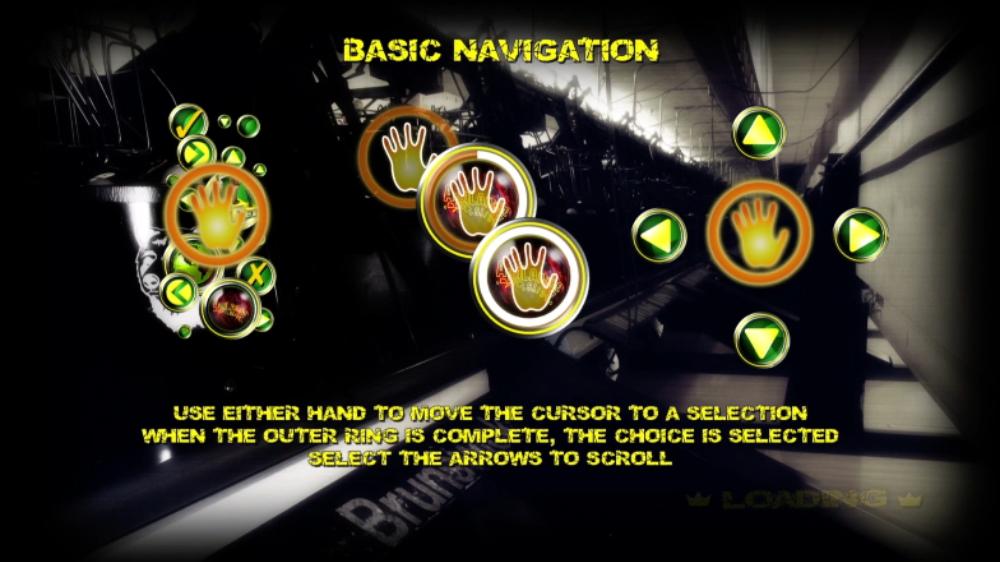 BASIC NAVIGATION
USE EITHER HAND TO MOVE THE CURSOR TO A SELECTION
WHEN THE OUTER RING IS COMPLETE, THE CHOICE IS SELECTED
SELECT THE ARROWS TO SCROLL
LOADING